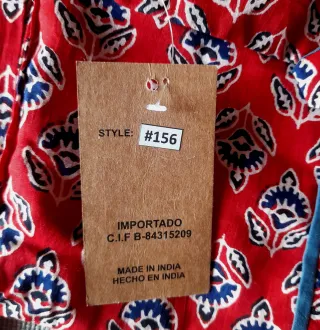 STYLE: #156
IMPORTADO
C.I.F B-84315209
MADE IN INDIA
HECHO EN INDIA